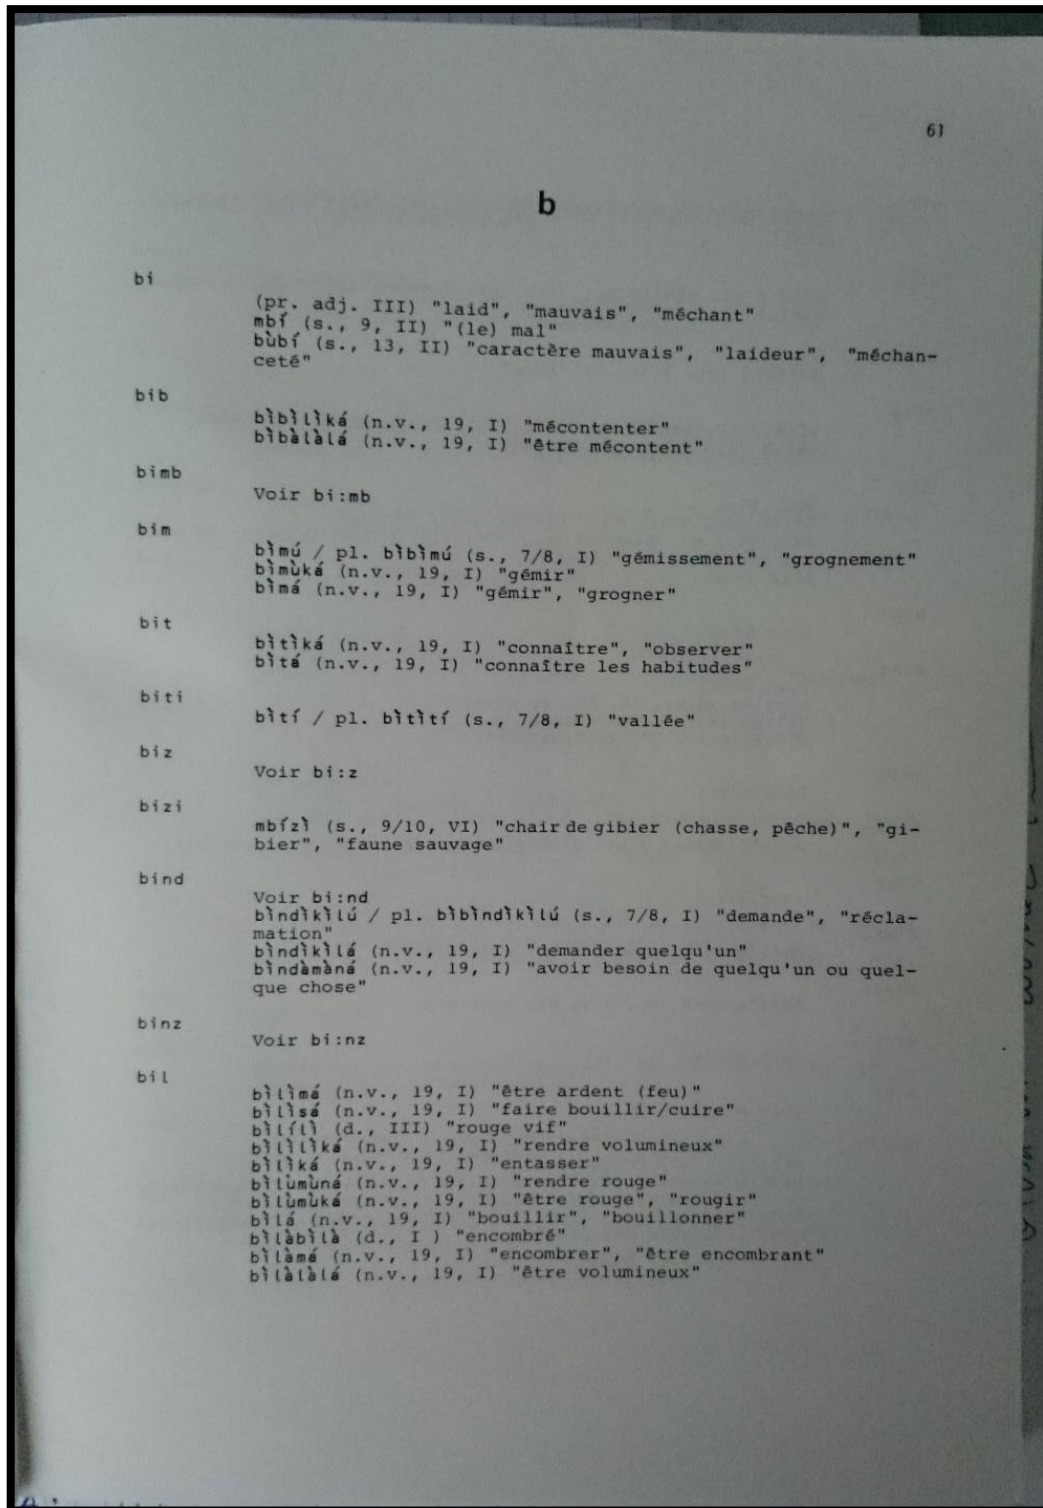 61
b
bi
(pr. adj. III) "laid", "mauvais", "méchant"
mbí (s., 9, II) "(le) mal"
bùbí (s., 13, II) "caractère mauvais", "laideur", "méchan-
ceté"
bib
bìbìlìká (n.v., 19, I) "mécontenter"
bìbàlàlá (n.v., 19, I) "être mécontent"
bimb
Voir bi:mb
bim
bìmú / pl. bìbìmú (s., 7/8, I) "gémissement", "grognement"
bìmùká (n.v., 19, I) "gémir"
bìmá (n.v., 19, I) "gémir", "grogner"
bit
bìtìká (n.v., 19, I) "connaître", "observer"
bìtá (n.v., 19, I) "connaître les habitudes"
biti
bìtí / pl. bìtìtí (s., 7/8, I) "vallée"
biz
Voir bi:z
bizi
mbízì (s., 9/10, VI) "chair de gibier (chasse, pêche)", "gi-
bier", "faune sauvage"
bind
Voir bi:nd
bìndìkìlú / pl. bìbìndìkìlú (s., 7/8, I) "demande", "récla-
mation"
bìndìkìlá (n.v., 19, I) "demander quelqu'un"
bìndàmàná (n.v., 19, I) "avoir besoin de quelqu'un ou quel-
que chose"
binz
Voir bi:nz
bil
bìlìmá (n.v., 19, I) "être ardent (feu)"
bìlìsá (n.v., 19, I) "faire bouillir/cuire"
bìlílì (d., III) "rouge vif"
bìlìlìká (n.v., 19, I) "rendre volumineux"
bìlìká (n.v., 19, I) "entasser"
bìlùmùná (n.v., 19, I) "rendre rouge"
bìlùmùká (n.v., 19, I) "être rouge", "rougir"
bìlá (n.v., 19, I) "bouillir", "bouillonner"
bìlàbìlà (d., I ) "encombré"
bìlàmá (n.v., 19, I) "encombrer", "être encombrant"
bìlàlàlá (n.v., 19, I) "être volumineux"